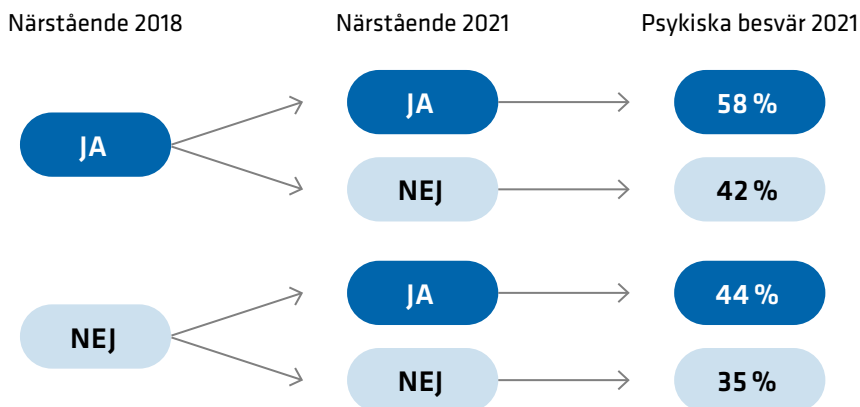 Närstående 2018 Närstående 2021 Psykiska besvär 2021
JA 58 %
JA
NEJ 42 %
JA 44 %
NEJ
NEJ 35 %